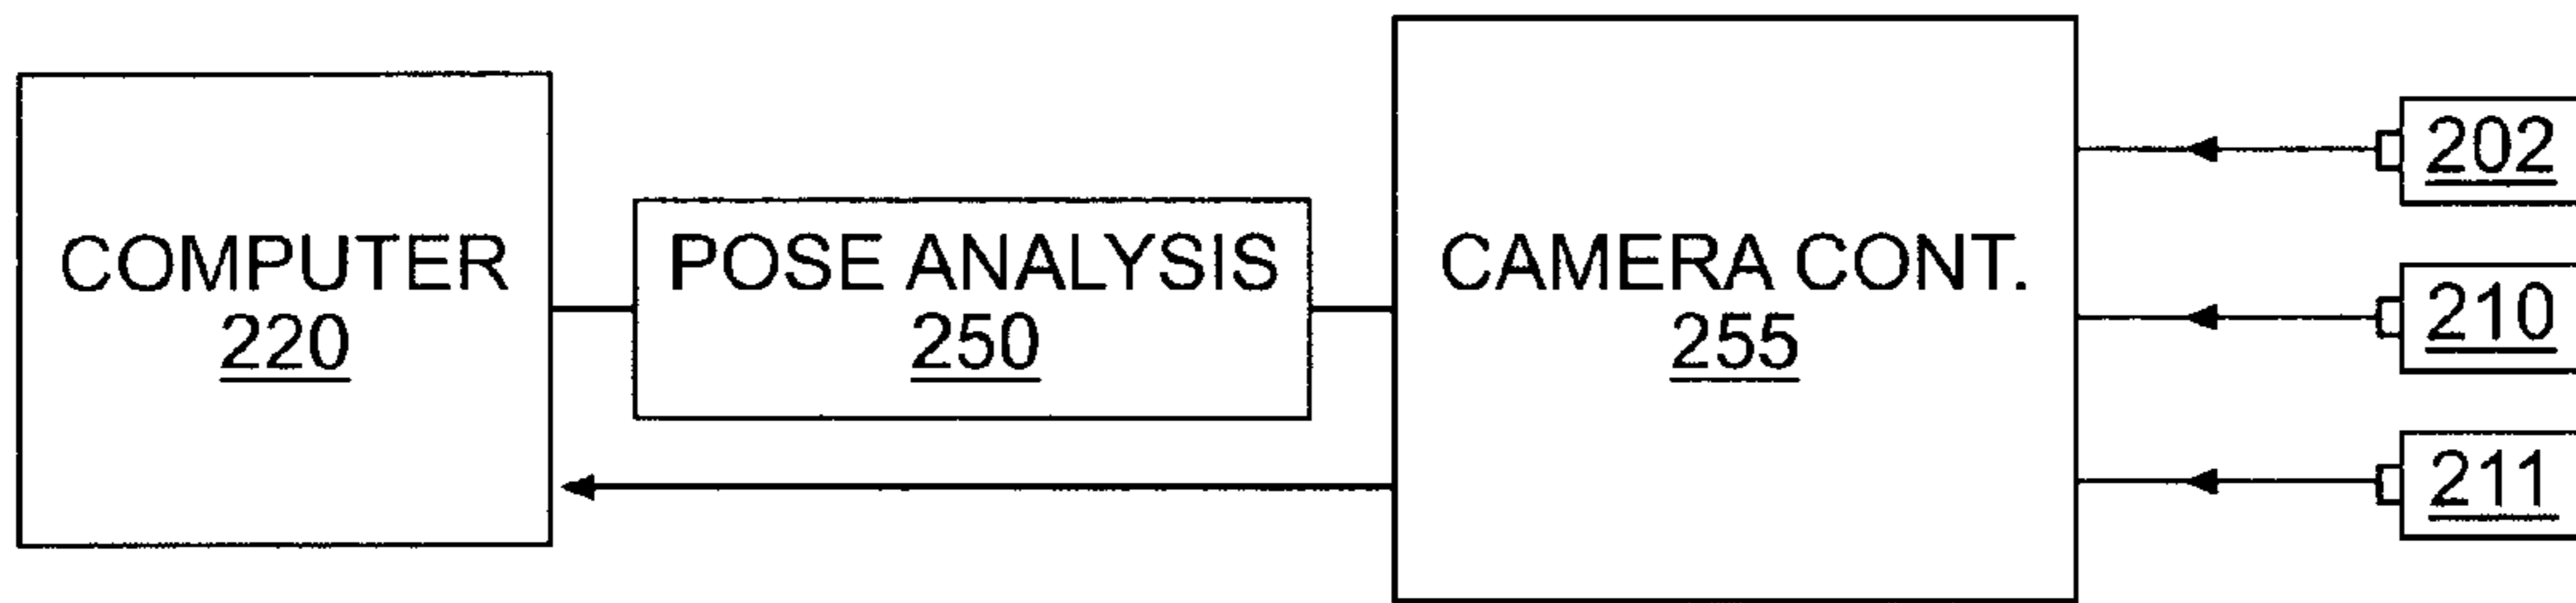 COMPUTER
220
POSE ANALYSIS
250
CAMERA CONT.
255
202
210
211